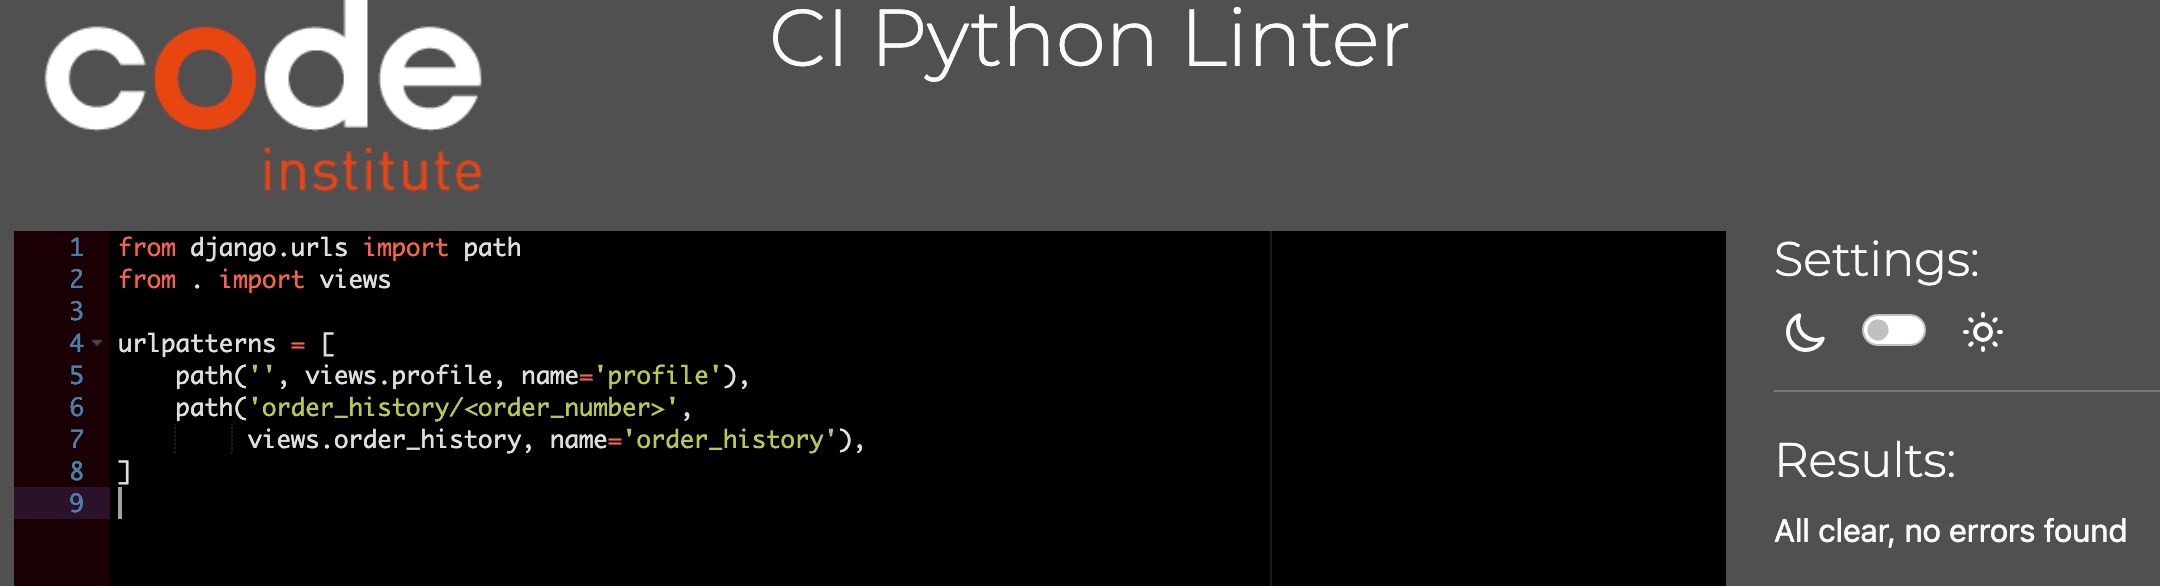 code
institute
CI Python Linter
1 from django.urls import path
2 from . import views
3
4 urlpatterns = [
5     path('', views.profile, name='profile'),
6     path('order_history/<order_number>',
7          views.order_history, name='order_history'),
8 ]
9
Settings:
Results:
All clear, no errors found